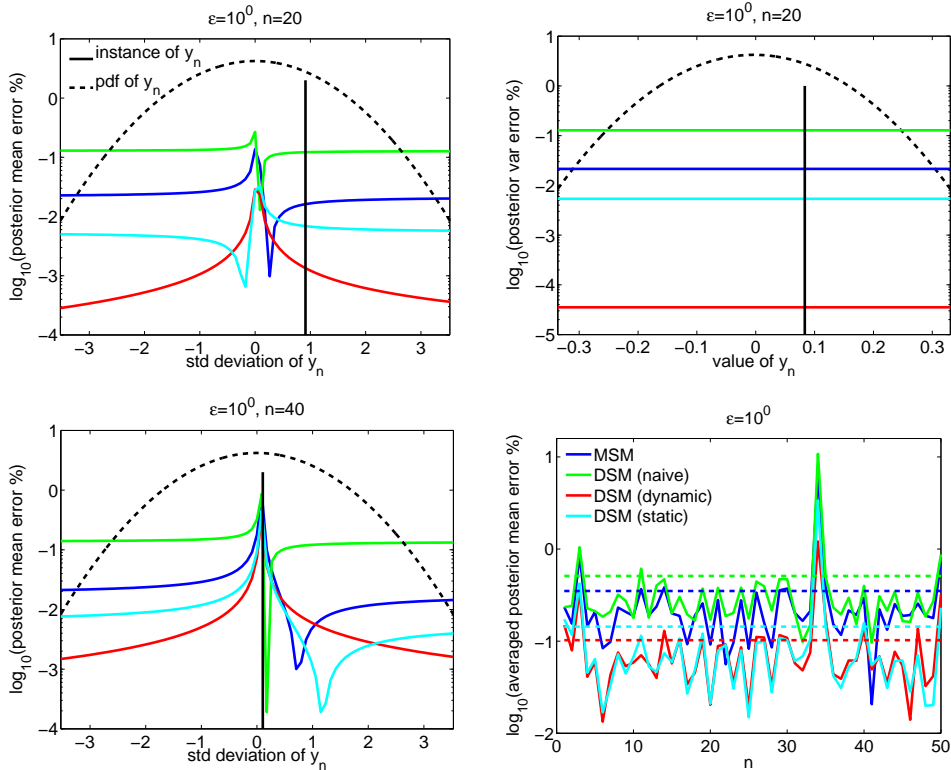 ε=10⁰, n=20
log₁₀(posterior mean error %)
1
0
−1
−2
−3
−4
instance of yₙ
pdf of yₙ
−3 −2 −1 0 1 2 3
std deviation of yₙ
ε=10⁰, n=20
log₁₀(posterior var error %)
1
0
−1
−2
−3
−4
−5
−0.3 −0.2 −0.1 0 0.1 0.2 0.3
value of yₙ
ε=10⁰, n=40
log₁₀(posterior mean error %)
1
0
−1
−2
−3
−4
−3 −2 −1 0 1 2 3
std deviation of yₙ
ε=10⁰
log₁₀(averaged posterior mean error %)
1
0
−1
−2
MSM
DSM (naive)
DSM (dynamic)
DSM (static)
0 10 20 30 40 50
n